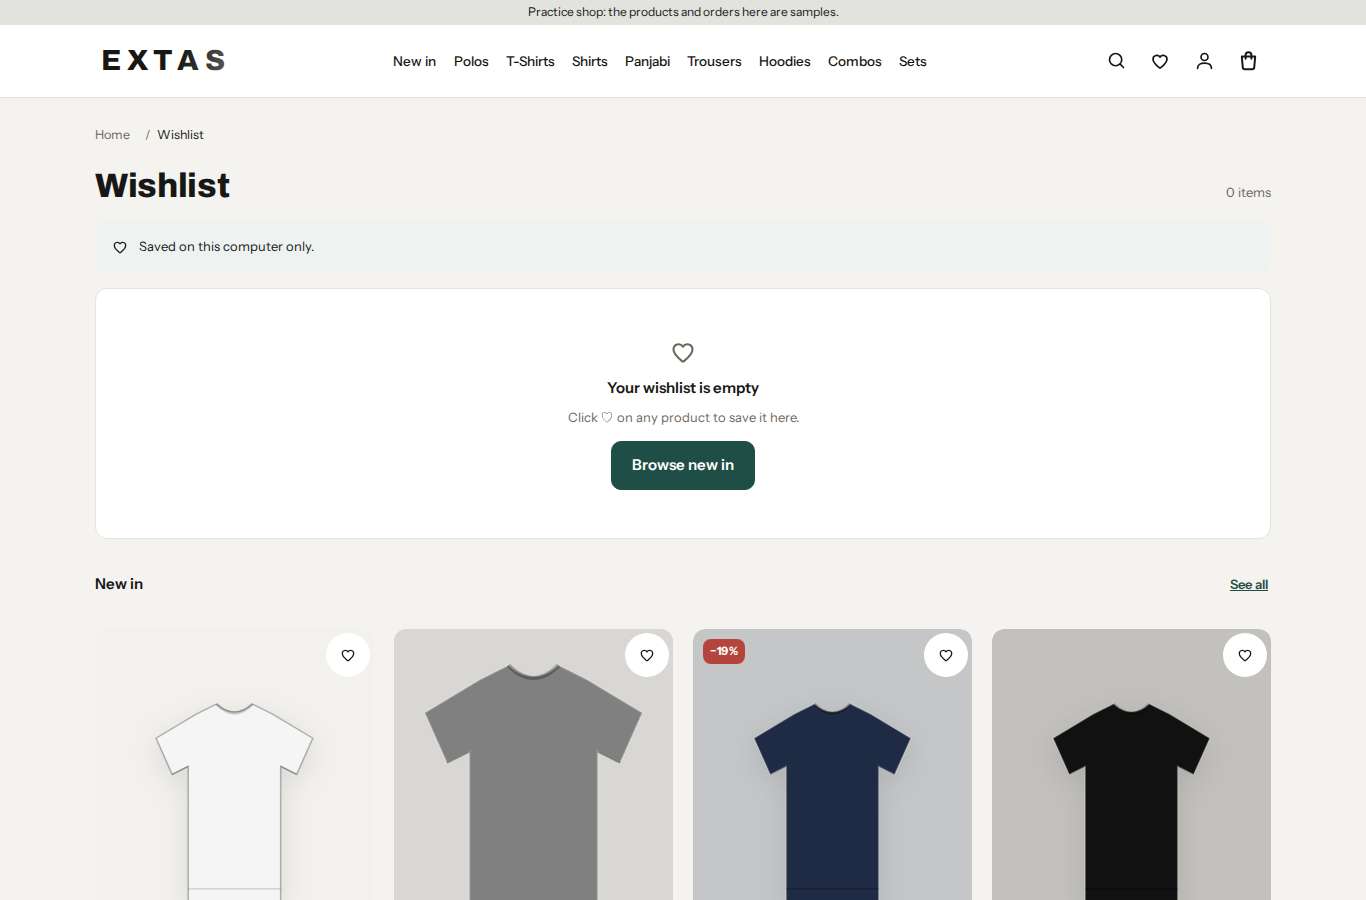 Practice shop: the products and orders here are samples.
EXTAS
New in Polos T-Shirts Shirts Panjabi Trousers Hoodies Combos Sets
Home / Wishlist
Wishlist
0 items
Saved on this computer only.
Your wishlist is empty
Click ♡ on any product to save it here.
Browse new in
New in
See all
−19%